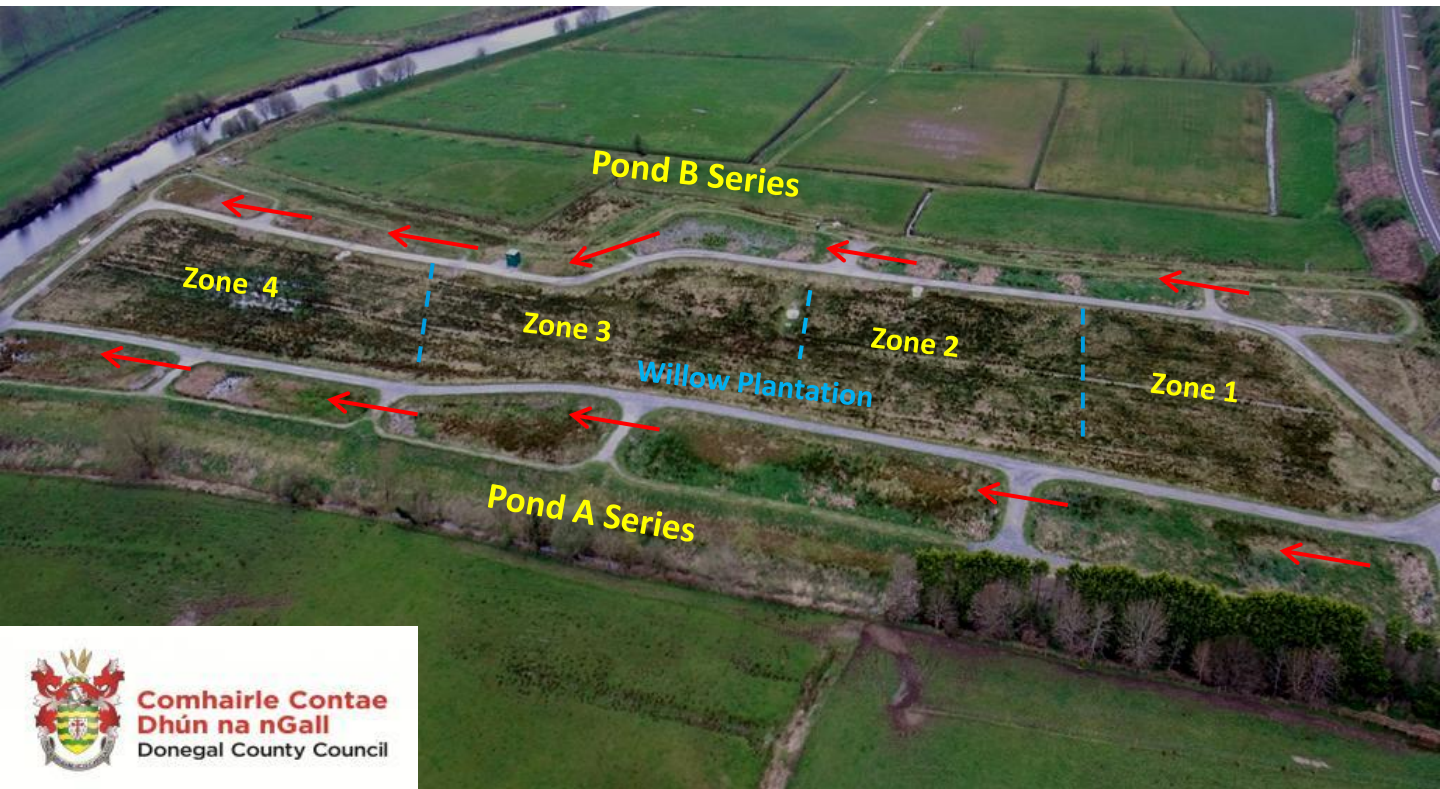 Pond B Series
Zone 4
Zone 3
Zone 2
Zone 1
Willow Plantation
Pond A Series
Comhairle Contae
Dhún na nGall
Donegal County Council